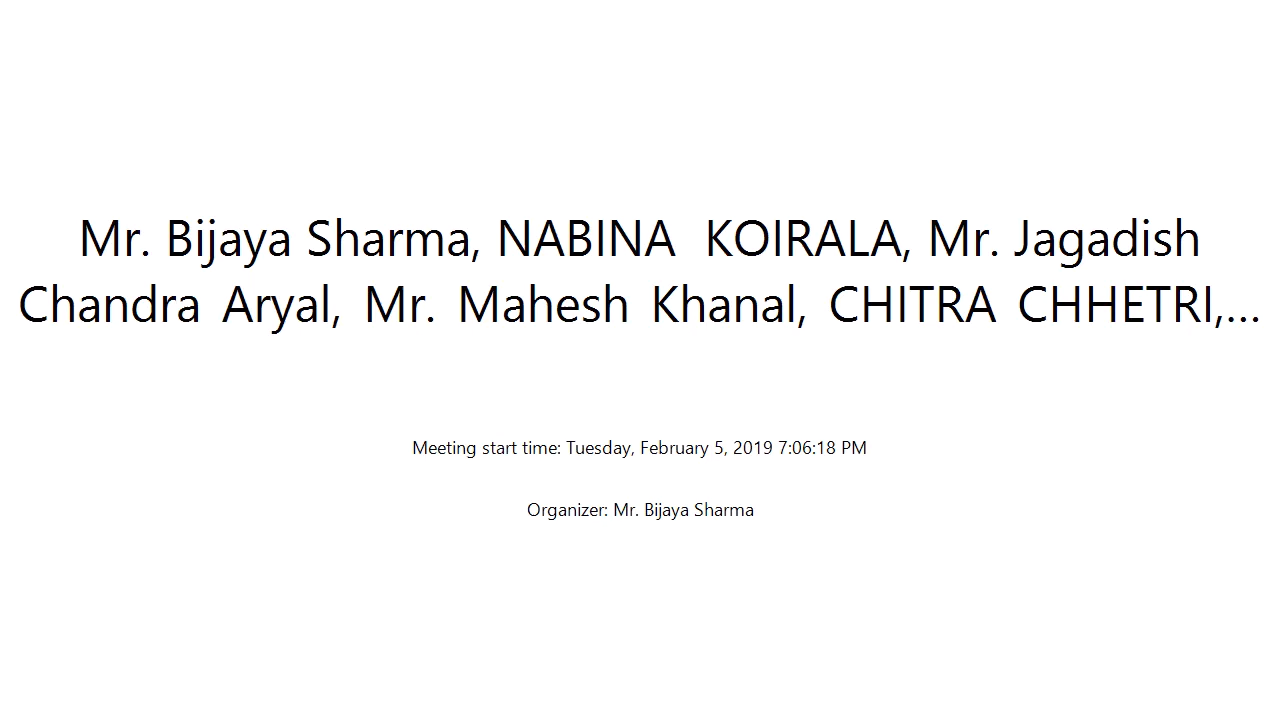 Mr. Bijaya Sharma, NABINA  KOIRALA, Mr. Jagadish
Chandra Aryal, Mr. Mahesh Khanal, CHITRA CHHETRI,...
Meeting start time: Tuesday, February 5, 2019 7:06:18 PM
Organizer: Mr. Bijaya Sharma